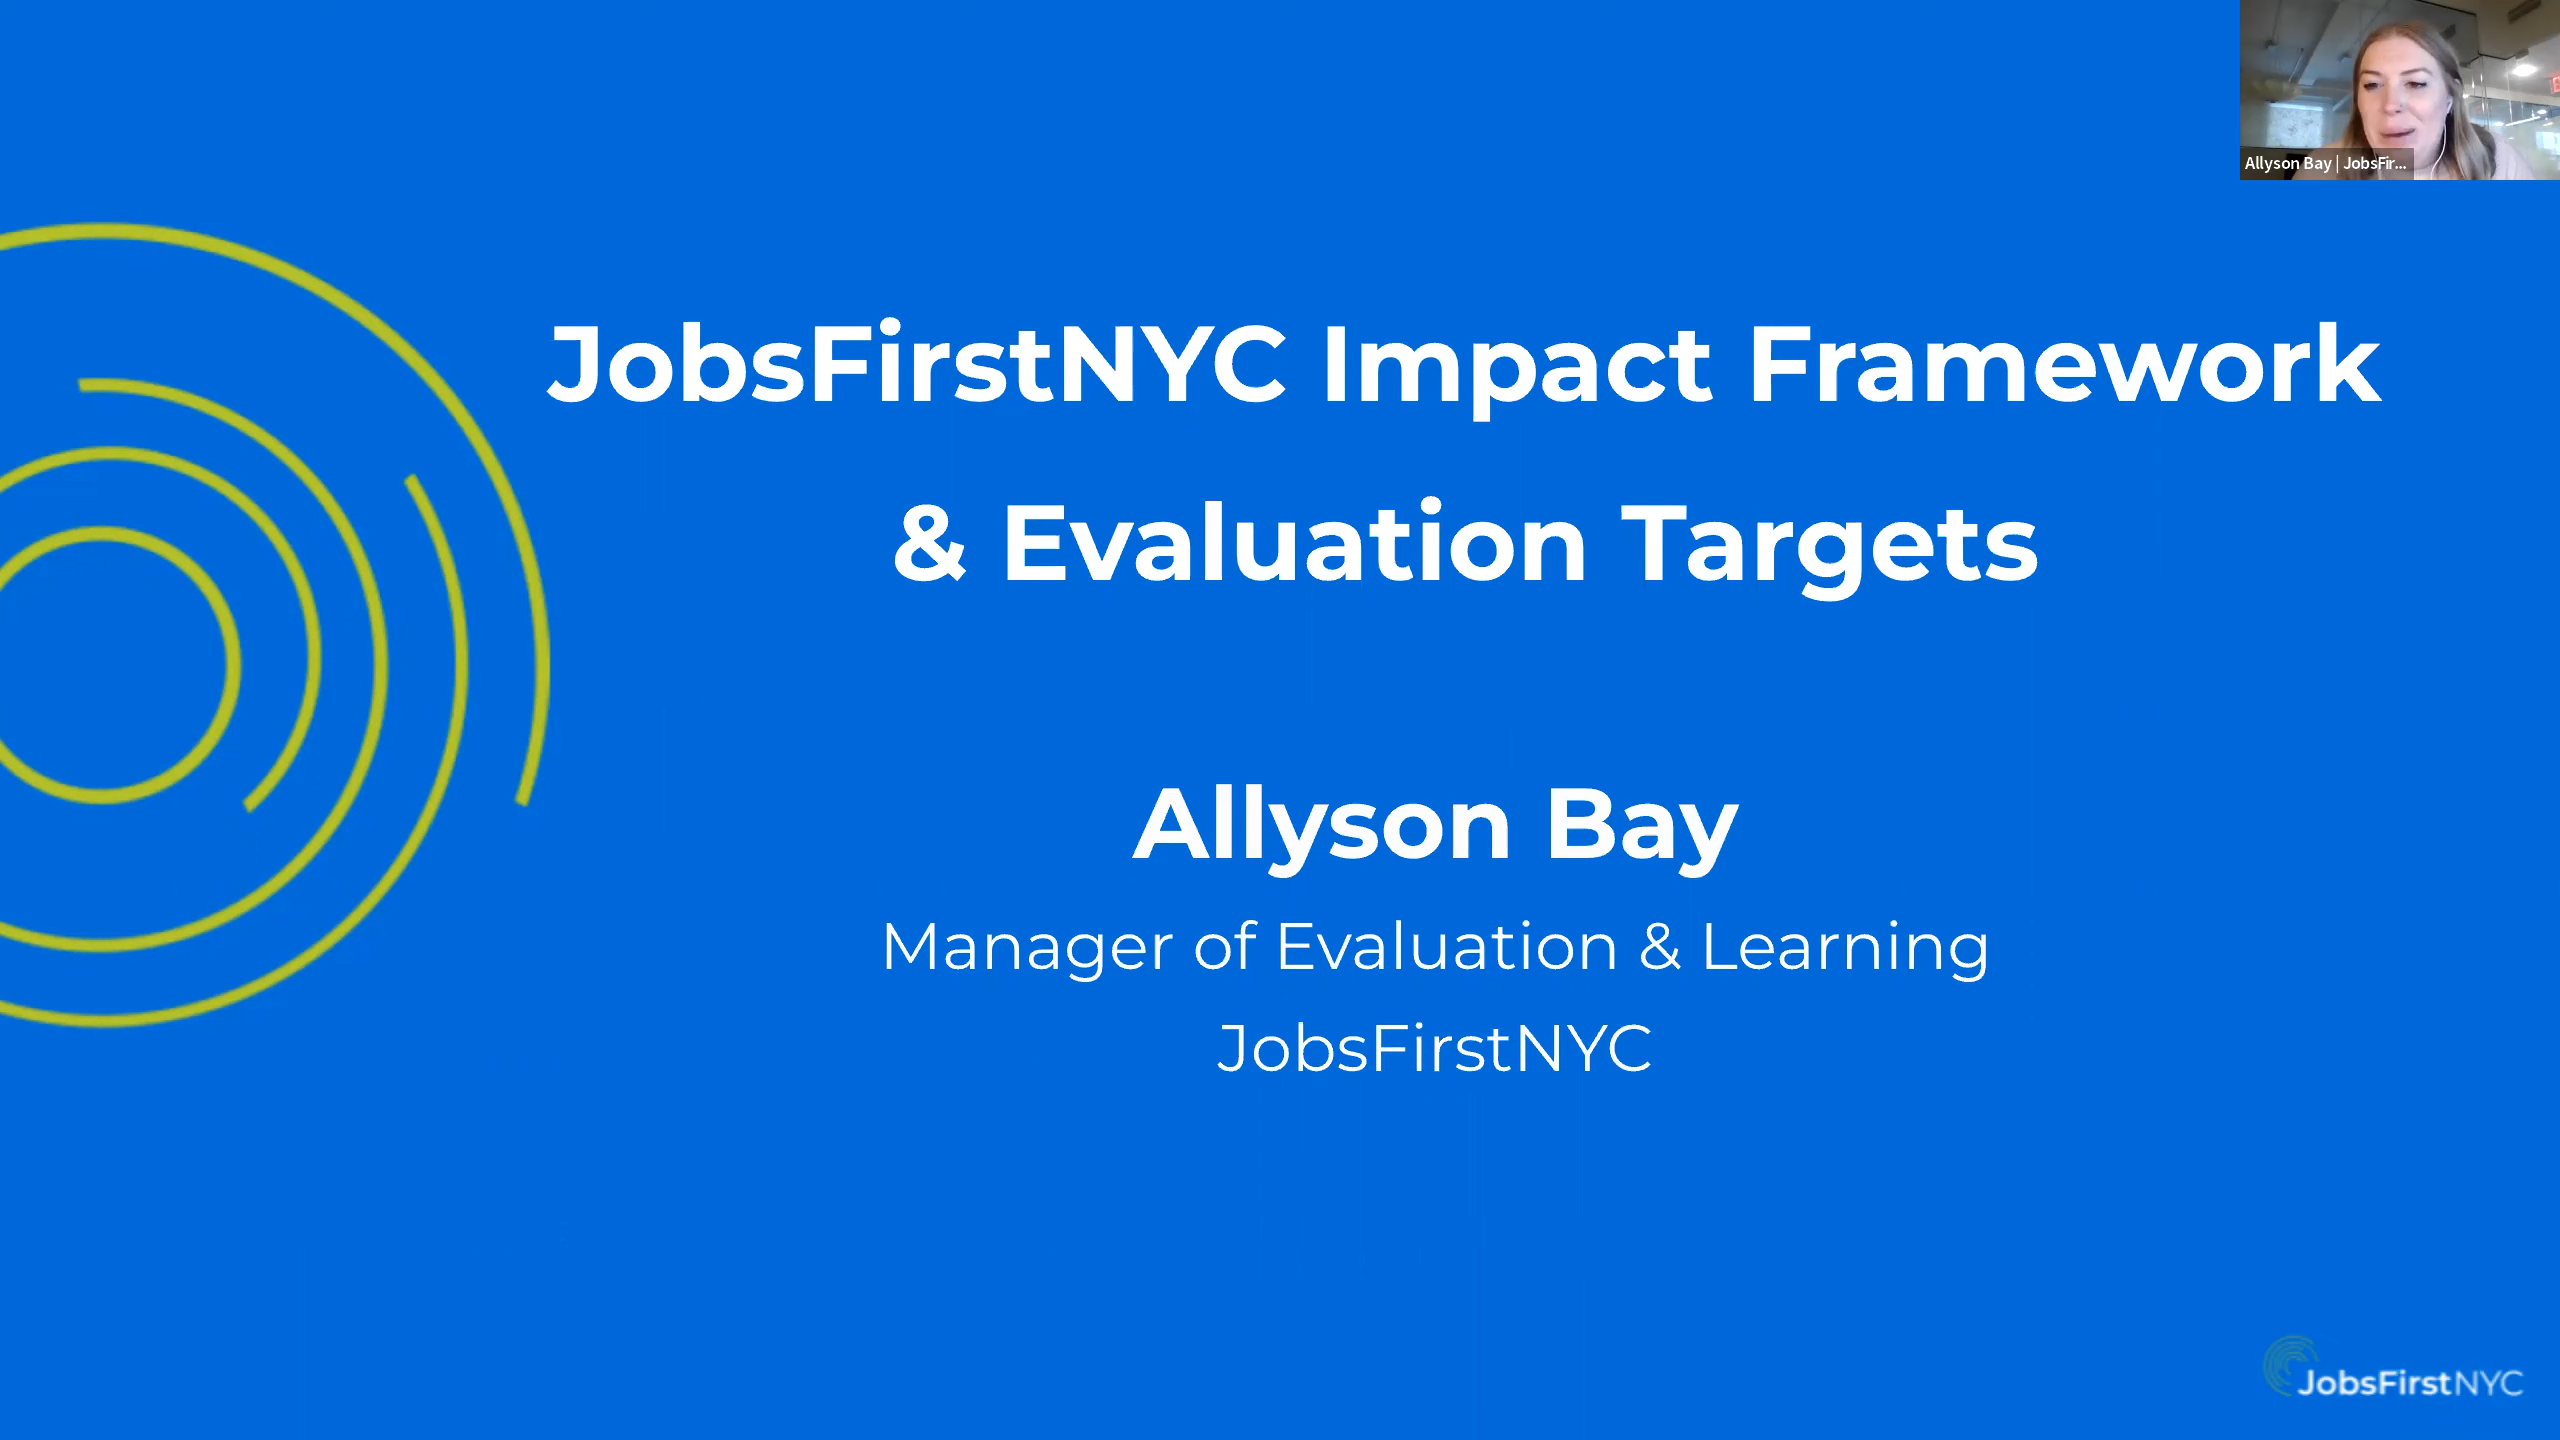 Allyson Bay | JobsFir...
JobsFirstNYC Impact Framework
& Evaluation Targets
Allyson Bay
Manager of Evaluation & Learning
JobsFirstNYC
JobsFirstNYC